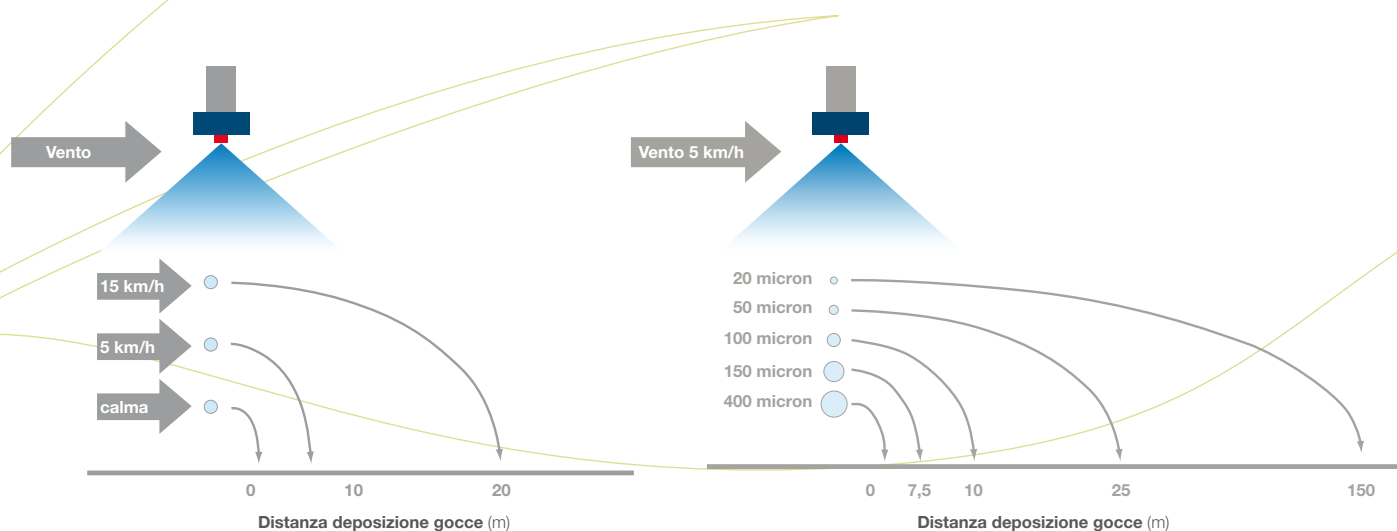 Vento
15 km/h
5 km/h
calma
0 10 20
Distanza deposizione gocce (m)
Vento 5 km/h
20 micron
50 micron
100 micron
150 micron
400 micron
0 7,5 10 25 150
Distanza deposizione gocce (m)